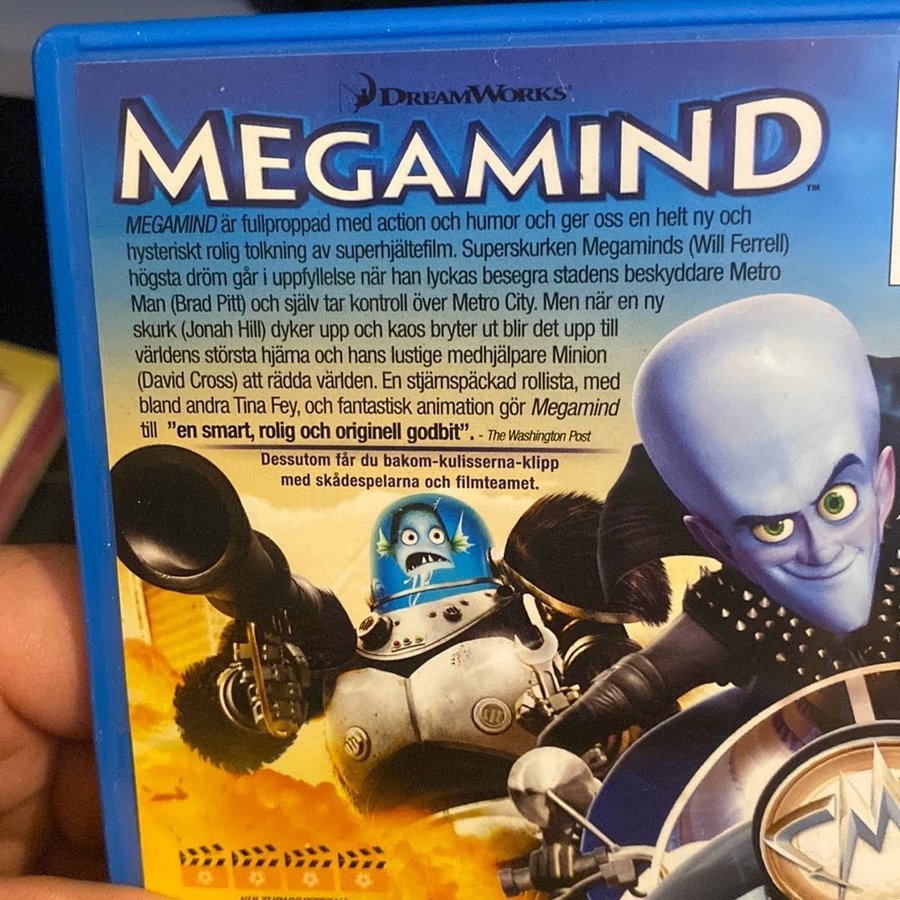 DREAMWORKS
MEGAMIND™
MEGAMIND är fullproppad med action och humor och ger oss en helt ny och
hysteriskt rolig tolkning av superhjältefilm. Superskurken Megaminds (Will Ferrell)
högsta dröm går i uppfyllelse när han lyckas besegra stadens beskyddare Metro
Man (Brad Pitt) och själv tar kontroll över Metro City. Men när en ny
skurk (Jonah Hill) dyker upp och kaos bryter ut blir det upp till
världens största hjärna och hans lustige medhjälpare Minion
(David Cross) att rädda världen. En stjärnspäckad rollista, med
bland andra Tina Fey, och fantastisk animation gör Megamind
till ”en smart, rolig och originell godbit”. - The Washington Post
Dessutom får du bakom-kulisserna-klipp
med skådespelarna och filmteamet.